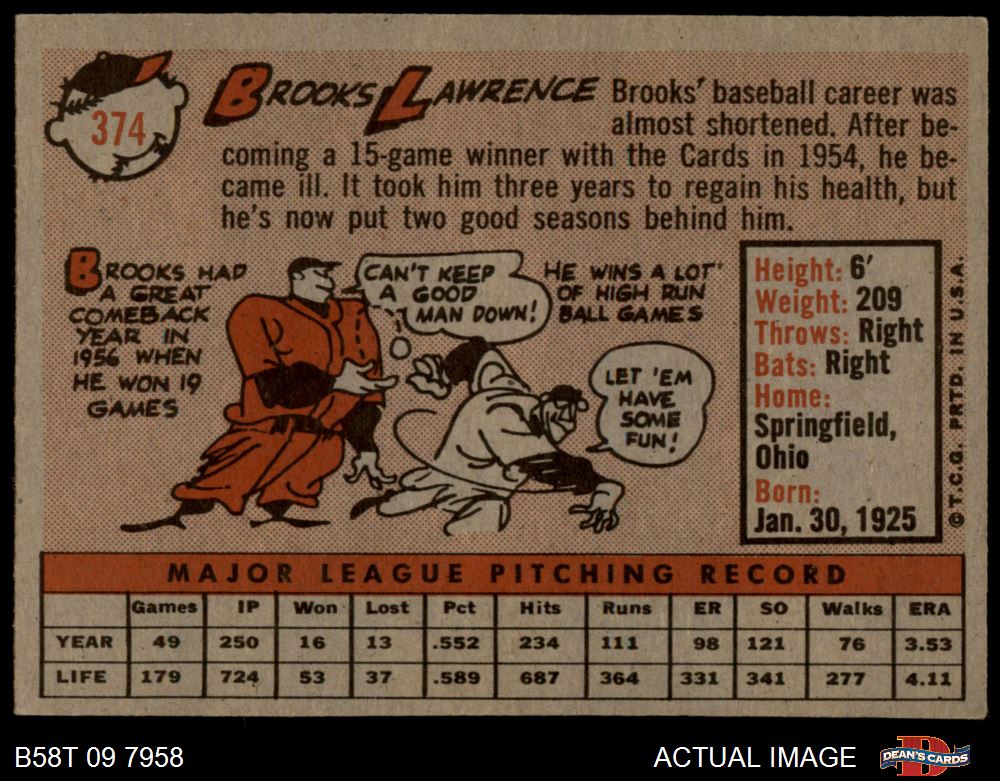 374
BROOKS LAWRENCE
Brooks' baseball career was
almost shortened. After be-
coming a 15-game winner with the Cards in 1954, he be-
came ill. It took him three years to regain his health, but
he's now put two good seasons behind him.
BROOKS HAD
A GREAT
COMEBACK
YEAR IN
1956 WHEN
HE WON 19
GAMES
CAN'T KEEP
A GOOD
MAN DOWN!
HE WINS A LOT
OF HIGH RUN
BALL GAMES
LET 'EM
HAVE
SOME
FUN!
Height: 6'
Weight: 209
Throws: Right
Bats: Right
Home:
Springfield,
Ohio
Born:
Jan. 30, 1925
© T.C.G. PRTD. IN U.S.A.
MAJOR LEAGUE PITCHING RECORD
Games IP Won Lost Pct Hits Runs ER SO Walks ERA
YEAR 49 250 16 13 .552 234 111 98 121 76 3.53
LIFE 179 724 53 37 .589 687 364 331 341 277 4.11
B58T 09 7958
ACTUAL IMAGE
DEAN'S CARDS